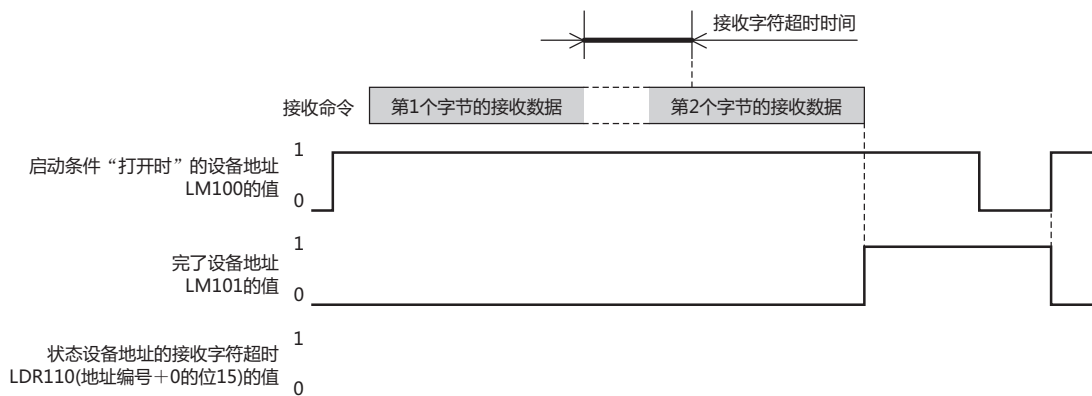 接收字符超时时间
接收命令
第1个字节的接收数据
第2个字节的接收数据
启动条件“打开时”的设备地址
LM100的值
1
0
完了设备地址
LM101的值
1
0
状态设备地址的接收字符超时
LDR110(地址编号＋0的位15)的值
1
0